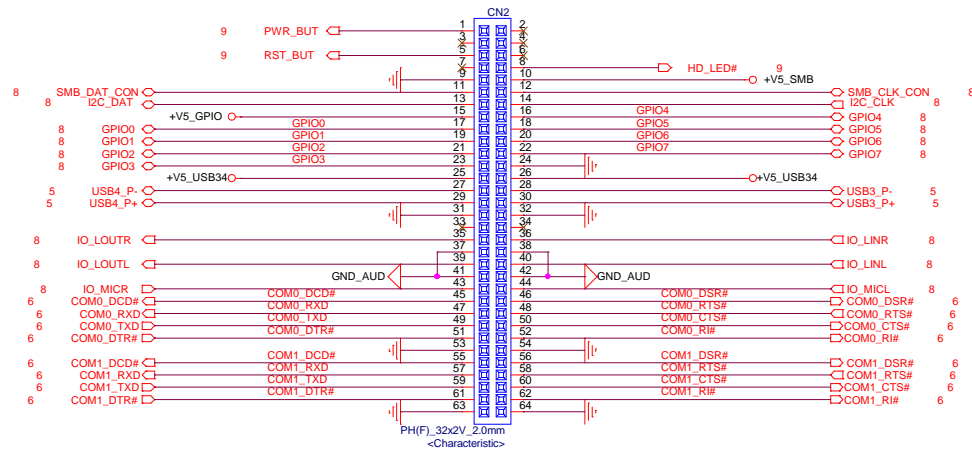 CN2
9 PWR_BUT 1 2
3 4
9 RST_BUT 5 6
7 8 HD_LED# 9
9 10 +V5_SMB
8 SMB_DAT_CON 11 12 SMB_CLK_CON 8
8 I2C_DAT 13 14 I2C_CLK 8
+V5_GPIO 15 16 GPIO4 GPIO4 8
8 GPIO0 GPIO0 17 18 GPIO5 GPIO5 8
8 GPIO1 GPIO1 19 20 GPIO6 GPIO6 8
8 GPIO2 GPIO2 21 22 GPIO7 GPIO7 8
8 GPIO3 GPIO3 23 24
+V5_USB34 25 26 +V5_USB34
5 USB4_P- 27 28 USB3_P- 5
5 USB4_P+ 29 30 USB3_P+ 5
31 32
33 34
8 IO_LOUTR 35 36 IO_LINR 8
37 38
8 IO_LOUTL 39 40 IO_LINL 8
GND_AUD 41 42 GND_AUD
8 IO_MICR 43 44 IO_MICL 8
6 COM0_DCD# COM0_DCD# 45 46 COM0_DSR# COM0_DSR# 6
6 COM0_RXD COM0_RXD 47 48 COM0_RTS# COM0_RTS# 6
6 COM0_TXD COM0_TXD 49 50 COM0_CTS# COM0_CTS# 6
6 COM0_DTR# COM0_DTR# 51 52 COM0_RI# COM0_RI# 6
53 54
6 COM1_DCD# COM1_DCD# 55 56 COM1_DSR# COM1_DSR# 6
6 COM1_RXD COM1_RXD 57 58 COM1_RTS# COM1_RTS# 6
6 COM1_TXD COM1_TXD 59 60 COM1_CTS# COM1_CTS# 6
6 COM1_DTR# COM1_DTR# 61 62 COM1_RI# COM1_RI# 6
63 64
PH(F)_32x2V_2.0mm
<Characteristic>